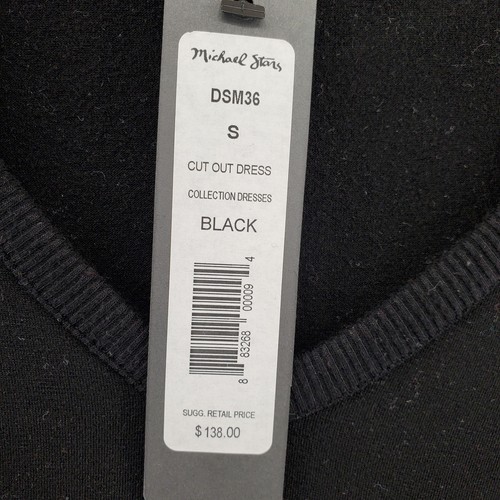 Michael Stars
DSM36
S
CUT OUT DRESS
COLLECTION DRESSES
BLACK
8 83268 00009 4
SUGG. RETAIL PRICE
$138.00